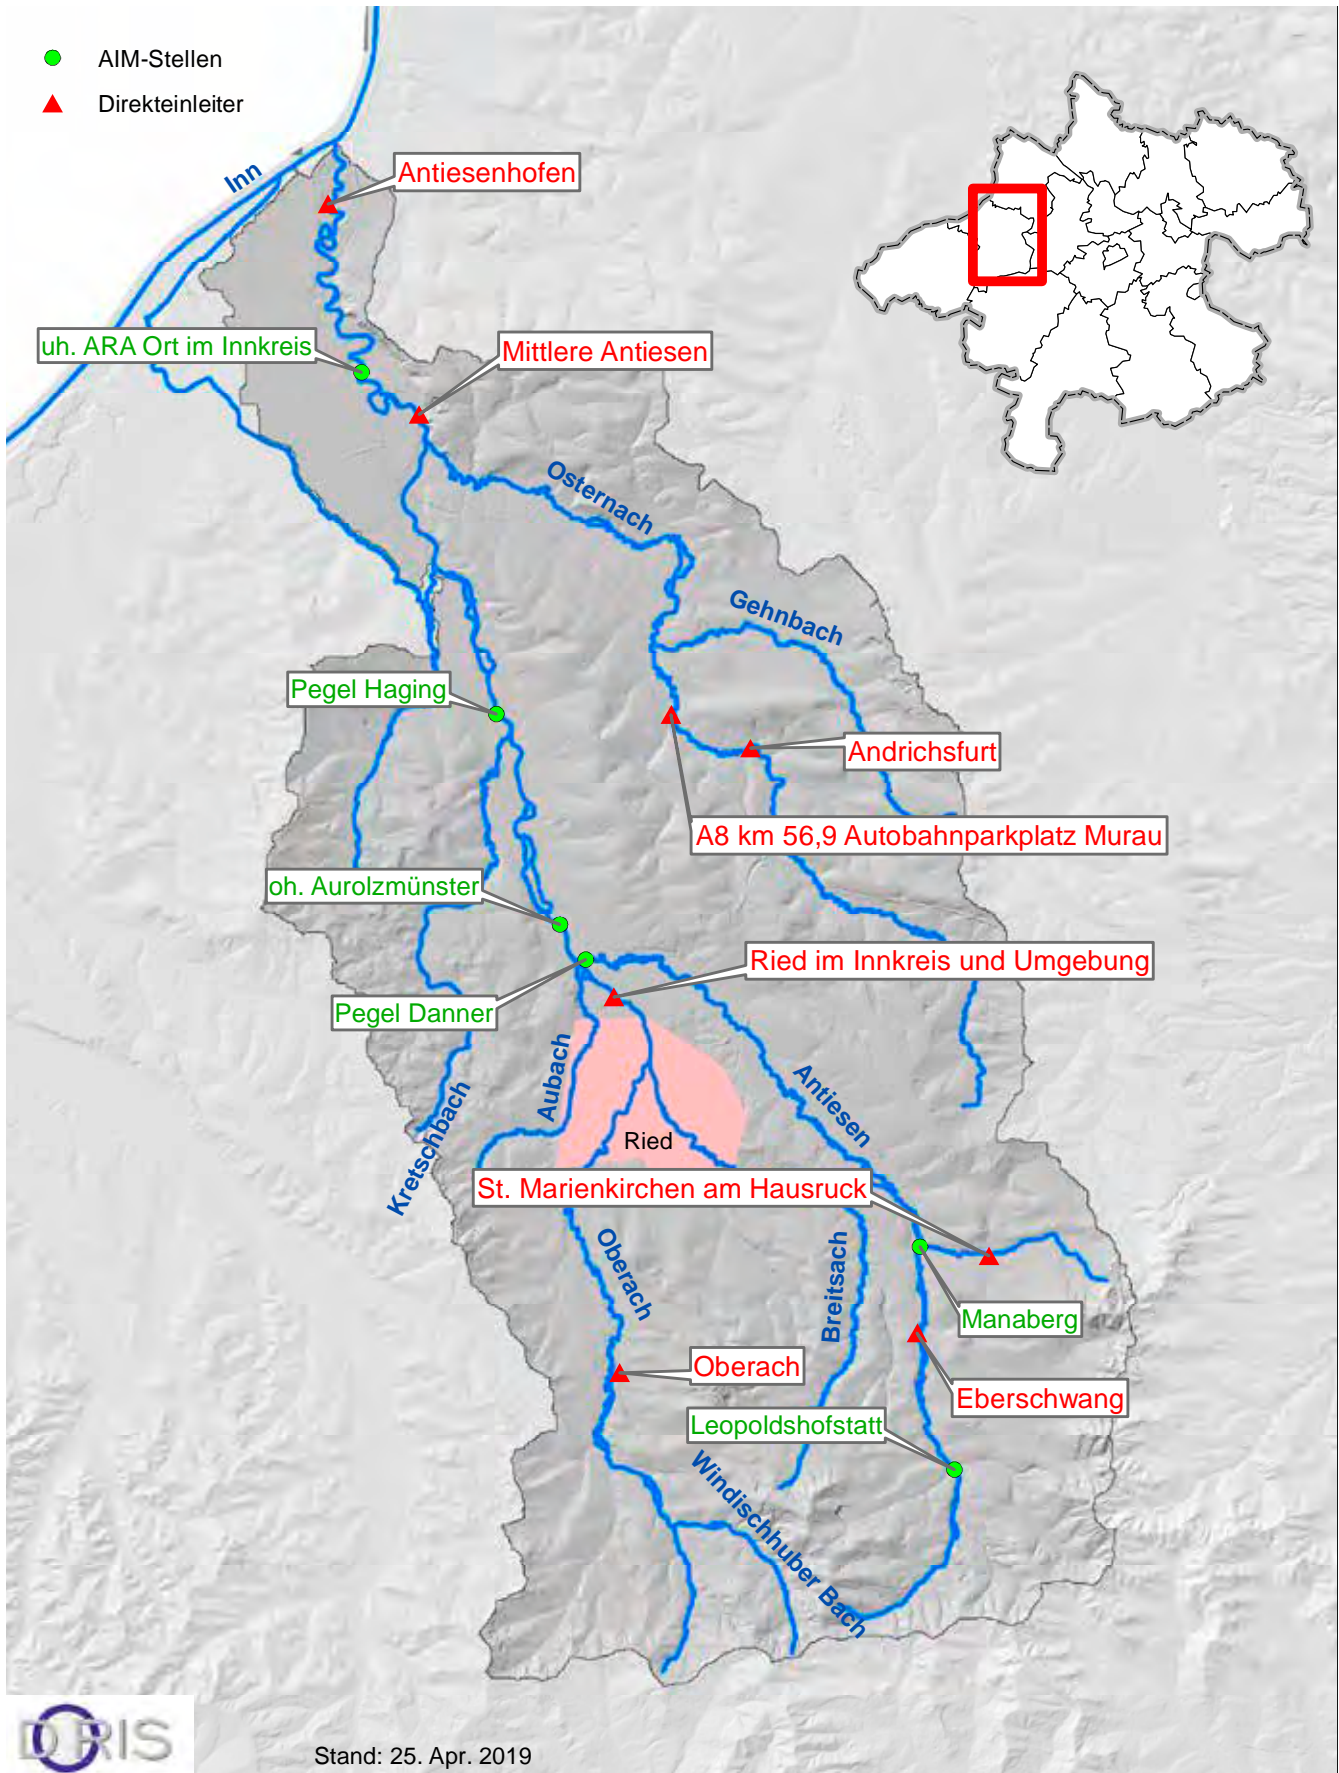 AIM-Stellen
Direkteinleiter
Inn
Antiesenhofen
uh. ARA Ort im Innkreis
Mittlere Antiesen
Osternach
Gehnbach
Pegel Haging
Andrichsfurt
A8 km 56,9 Autobahnparkplatz Murau
oh. Aurolzmünster
Ried im Innkreis und Umgebung
Pegel Danner
Aubach
Antiesen
Kretschbach
Ried
St. Marienkirchen am Hausruck
Oberach
Breitsach
Manaberg
Oberach
Eberschwang
Leopoldshofstatt
Windischhuber Bach
DORIS
Stand: 25. Apr. 2019